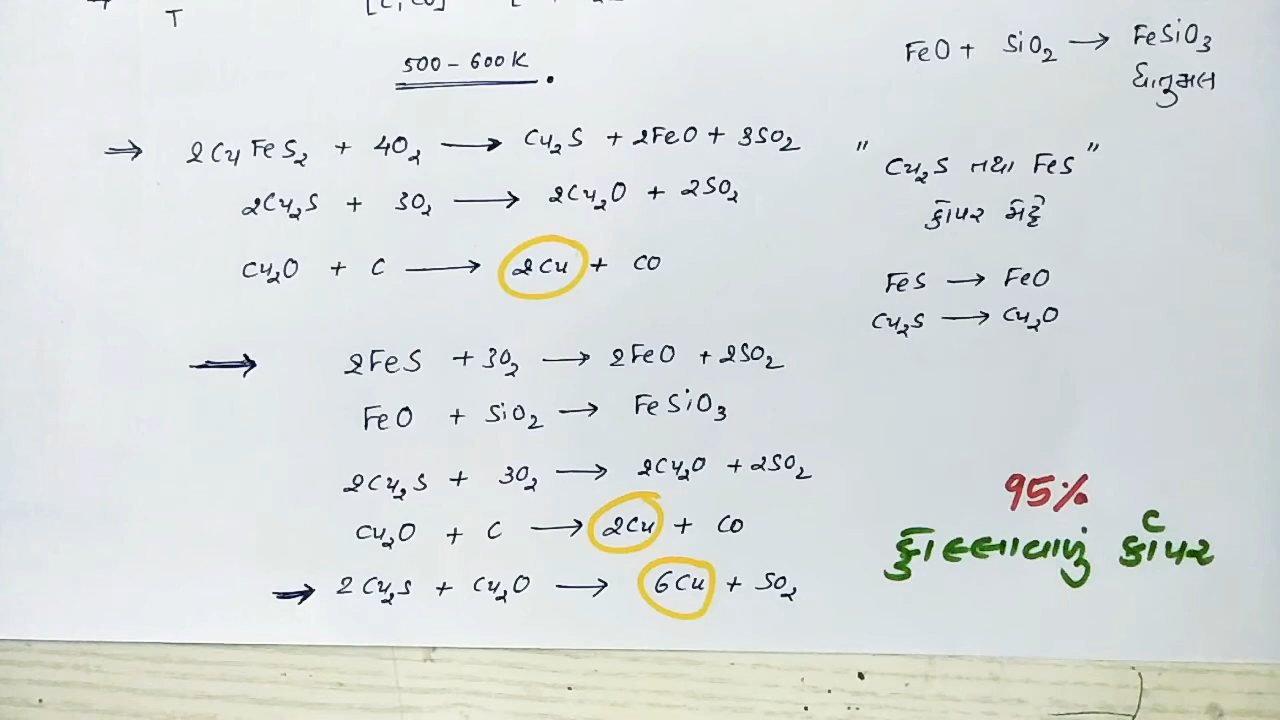 500 - 600K.
⇒ 2CuFeS₂ + 4O₂ → Cu₂S + 2FeO + 3SO₂
2Cu₂S + 3O₂ → 2Cu₂O + 2SO₂
Cu₂O + C → 2Cu + CO
⇒ 2FeS + 3O₂ → 2FeO + 2SO₂
FeO + SiO₂ → FeSiO₃
2Cu₂S + 3O₂ → 2Cu₂O + 2SO₂
Cu₂O + C → 2Cu + CO
⇒ 2Cu₂S + Cu₂O → 6Cu + SO₂
FeO + SiO₂ → FeSiO₃
ધાતુમલ
"Cu₂S તથા FeS"
કોપર મેટ્ટે
FeS → FeO
Cu₂S → Cu₂O
95%
ફોલ્લાવાળું કોપર